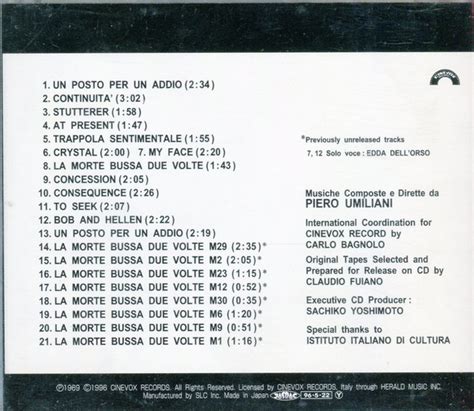 CINEVOX
1. UN POSTO PER UN ADDIO (2:34)
2. CONTINUITA' (3:02)
3. STUTTERER (1:58)
4. AT PRESENT (1:47)
5. TRAPPOLA SENTIMENTALE (1:55)
6. CRYSTAL (2:00) 7. MY FACE (2:20)
8. LA MORTE BUSSA DUE VOLTE (1:43)
9. CONCESSION (2:05)
10. CONSEQUENCE (2:26)
11. TO SEEK (2:07)
12. BOB AND HELLEN (2:22)
13. UN POSTO PER UN ADDIO (2:19)
14. LA MORTE BUSSA DUE VOLTE M29 (2:35)*
15. LA MORTE BUSSA DUE VOLTE M2 (2:05)*
16. LA MORTE BUSSA DUE VOLTE M23 (1:15)*
17. LA MORTE BUSSA DUE VOLTE M12 (0:52)*
18. LA MORTE BUSSA DUE VOLTE M30 (0:35)*
19. LA MORTE BUSSA DUE VOLTE M6 (1:20)*
20. LA MORTE BUSSA DUE VOLTE M9 (0:51)*
21. LA MORTE BUSSA DUE VOLTE M1 (1:16)*
*Previously unreleased tracks
7, 12 Solo voce : EDDA DELL'ORSO
Musiche Composte e Dirette da
PIERO UMILIANI
International Coordination for
CINEVOX RECORD by
CARLO BAGNOLO
Original Tapes Selected and
Prepared for Release on CD by
CLAUDIO FUIANO
Executive CD Producer :
SACHIKO YOSHIMOTO
Special thanks to
ISTITUTO ITALIANO DI CULTURA
℗1969 ©1996 CINEVOX RECORDS. All Rights Reserved. Licensed by CINEVOX RECORDS, Italy through HERALD MUSIC INC.
Manufactured by SLC Inc. Made in Japan 96·5·22 Y